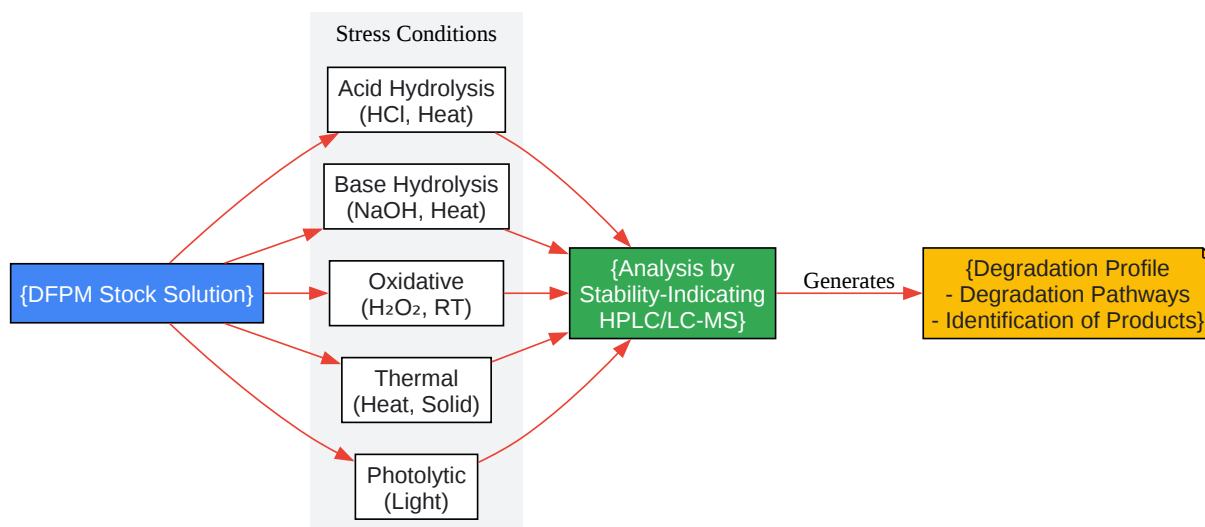 Stress Conditions
Acid Hydrolysis
(HCl, Heat)
Base Hydrolysis
(NaOH, Heat)
{DFPM Stock Solution}
Oxidative
(H₂O₂, RT)
Thermal
(Heat, Solid)
Photolytic
(Light)
{Analysis by
Stability-Indicating
HPLC/LC-MS}
Generates
{Degradation Profile
- Degradation Pathways
- Identification of Products}